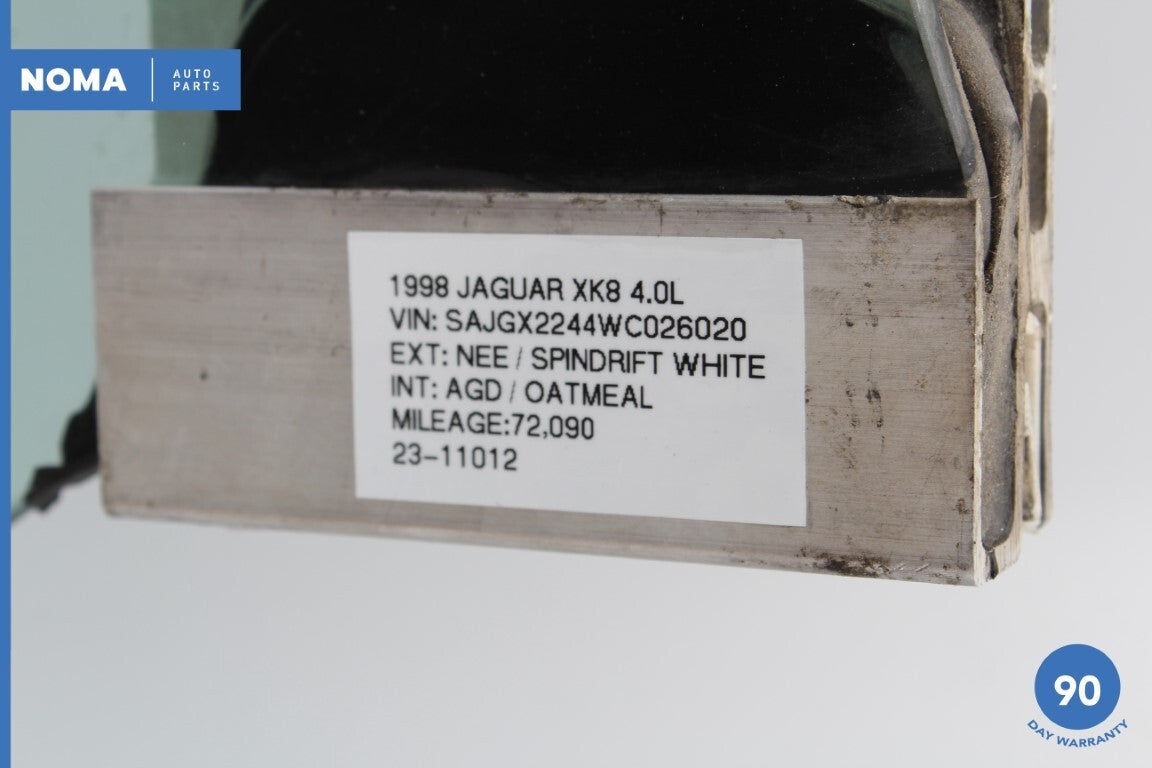 NOMA
AUTO
PARTS
1998 JAGUAR XK8 4.0L
VIN: SAJGX2244WC026020
EXT: NEE / SPINDRIFT WHITE
INT: AGD / OATMEAL
MILEAGE:72,090
23-11012
90
DAY WARRANTY